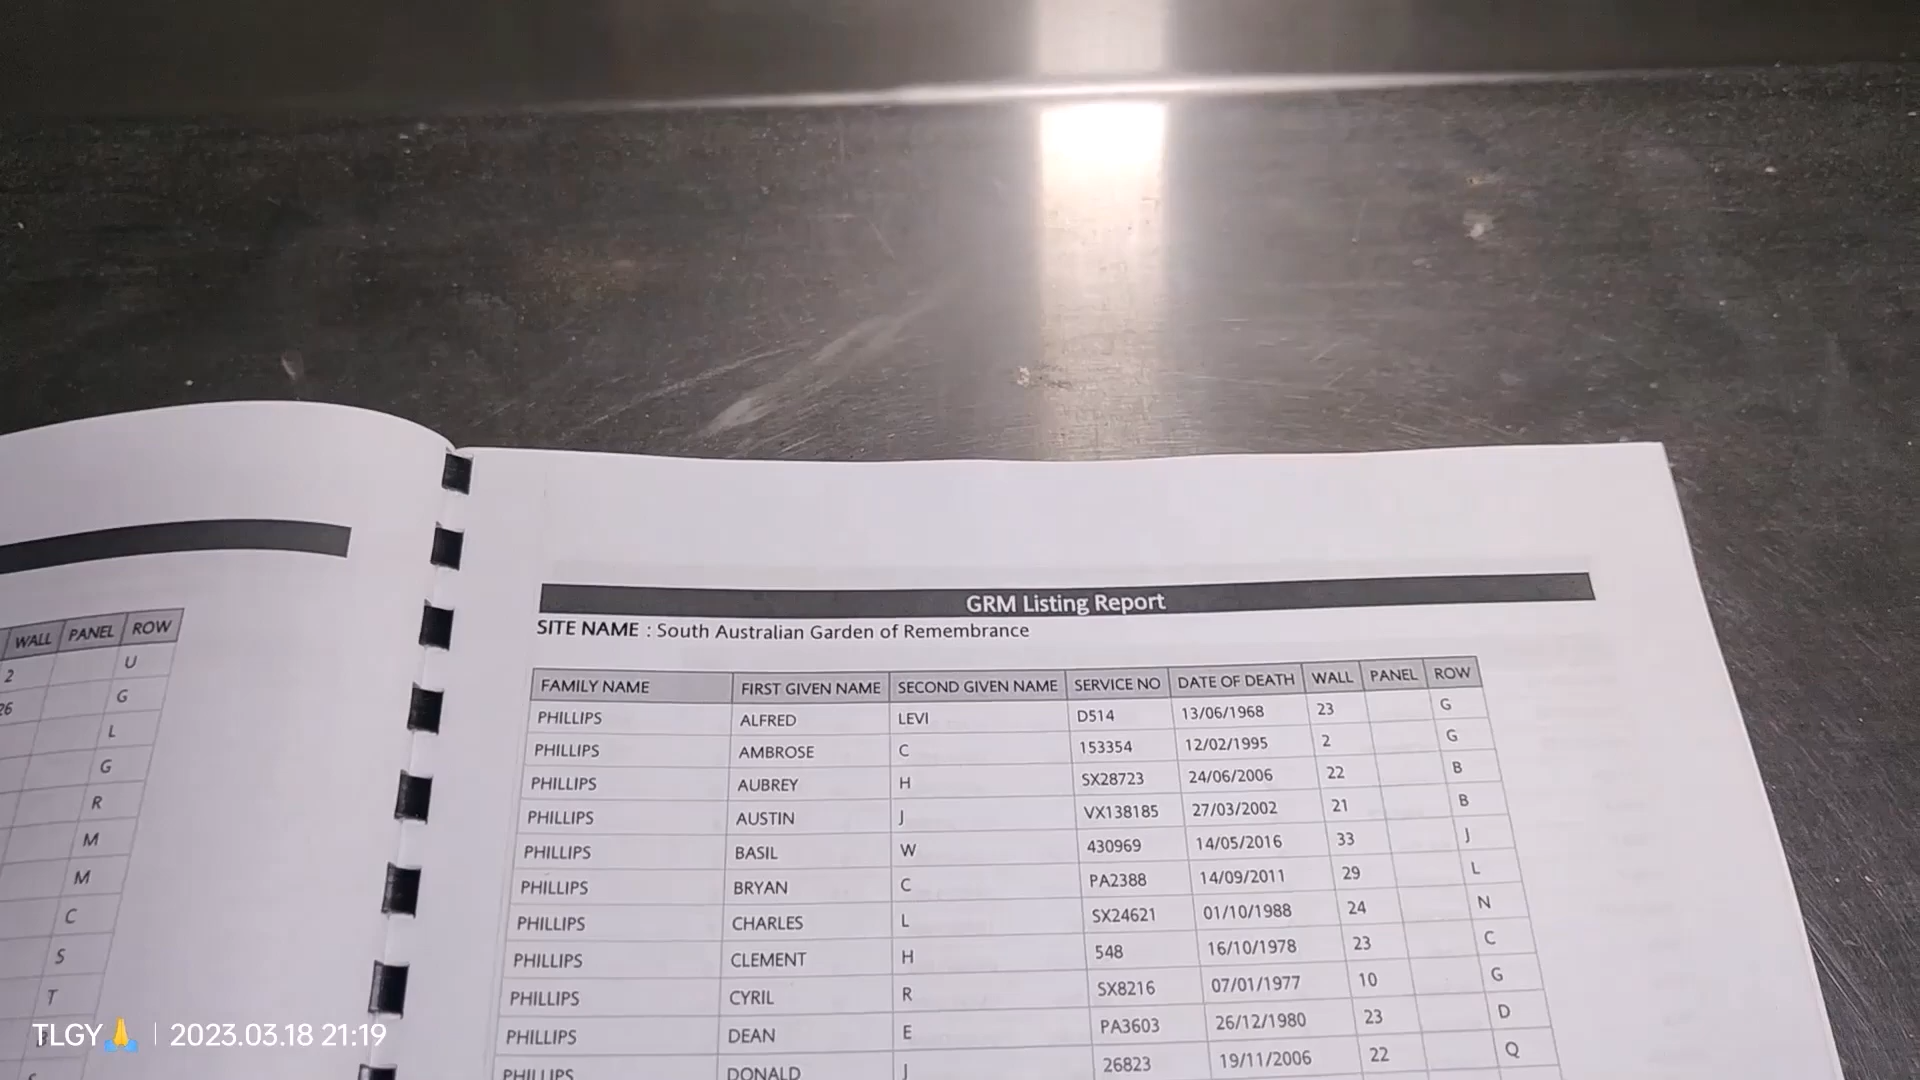 WALL PANEL ROW
2 U
26 G
L
G
R
M
M
C
S
T
GRM Listing Report
SITE NAME : South Australian Garden of Remembrance
FAMILY NAME FIRST GIVEN NAME SECOND GIVEN NAME SERVICE NO DATE OF DEATH WALL PANEL ROW
PHILLIPS ALFRED LEVI D514 13/06/1968 23 G
PHILLIPS AMBROSE C 153354 12/02/1995 2 G
PHILLIPS AUBREY H SX28723 24/06/2006 22 B
PHILLIPS AUSTIN J VX138185 27/03/2002 21 B
PHILLIPS BASIL W 430969 14/05/2016 33 J
PHILLIPS BRYAN C PA2388 14/09/2011 29 L
PHILLIPS CHARLES L SX24621 01/10/1988 24 N
PHILLIPS CLEMENT H 548 16/10/1978 23 C
PHILLIPS CYRIL R SX8216 07/01/1977 10 G
PHILLIPS DEAN E PA3603 26/12/1980 23 D
PHILLIPS DONALD J 26823 19/11/2006 22 Q
TLGY🙏 | 2023.03.18 21:19